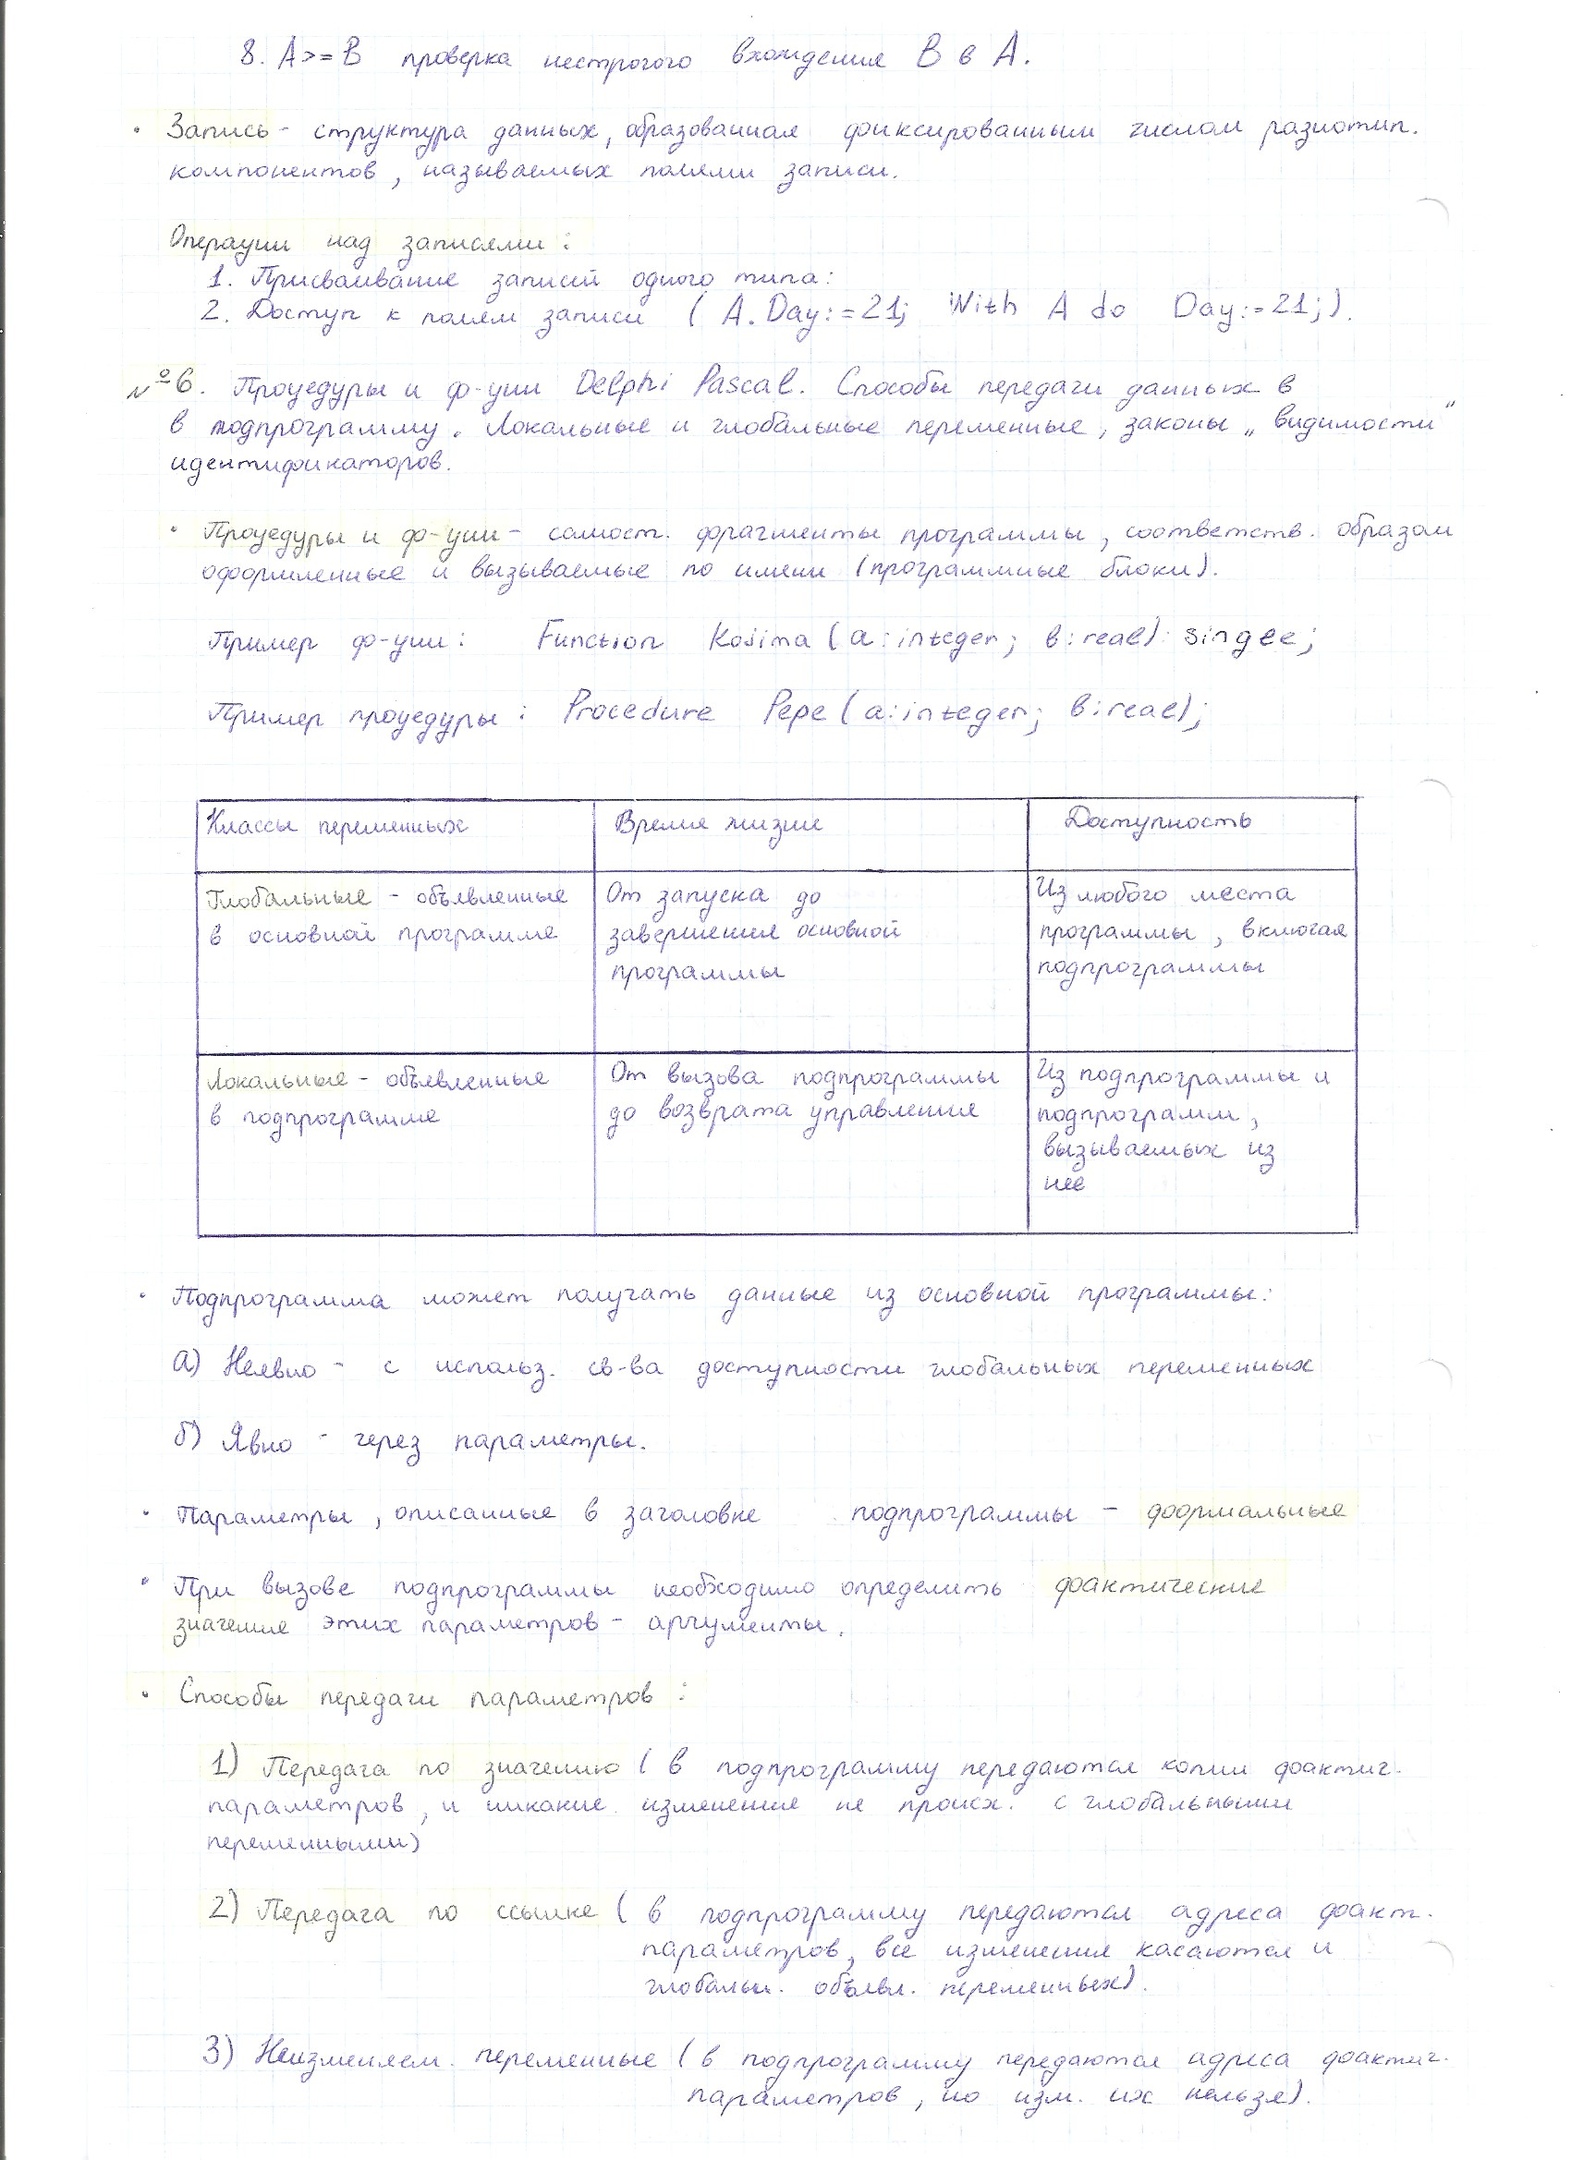 8. A>=B проверка нестрогого вхождения B в A.
• Запись - структура данных, образованная фиксированным числом разнотип.
компонентов, называемых полями записи.
Операции над записями:
1. Присваивание записей одного типа:
2. Доступ к полям записи ( A.Day:=21; With A do Day:=21;).
№6. Процедуры и ф-ции Delphi Pascal. Способы передачи данных в
в подпрограмму. Локальные и глобальные переменные, законы „видимости"
идентификаторов.
• Процедуры и ф-ции - самост. фрагменты программы, соответств. образом
оформленные и вызываемые по имени (программные блоки).
Пример ф-ции: Function Kojima (a:integer; b:real): single;
Пример процедуры: Procedure Pepe (a:integer; b:real);
Классы переменных Время жизни Доступность
Глобальные - объявленные
в основной программе
От запуска до
завершения основной
программы
Из любого места
программы, включая
подпрограммы
Локальные - объявленные
в подпрограмме
От вызова подпрограммы
до возврата управления
Из подпрограммы и
подпрограмм,
вызываемых из
нее
• Подпрограмма может получать данные из основной программы:
а) Неявно - с использ. св-ва доступности глобальных переменных
б) Явно - через параметры.
• Параметры, описанные в заголовке подпрограммы - формальные
• При вызове подпрограммы необходимо определить фактические
значение этих параметров - аргументы.
• Способы передачи параметров:
1) Передача по значению ( в подпрограмму передаются копии фактич.
параметров, и никакие изменения не происх. с глобальными
переменными)
2) Передача по ссылке ( в подпрограмму передаются адреса факт.
параметров, все изменения касаются и
глобальн. объявл. переменных).
3) Неизменяем. переменные ( в подпрограмму передаются адреса фактич.
параметров, но изм. их нельзя).